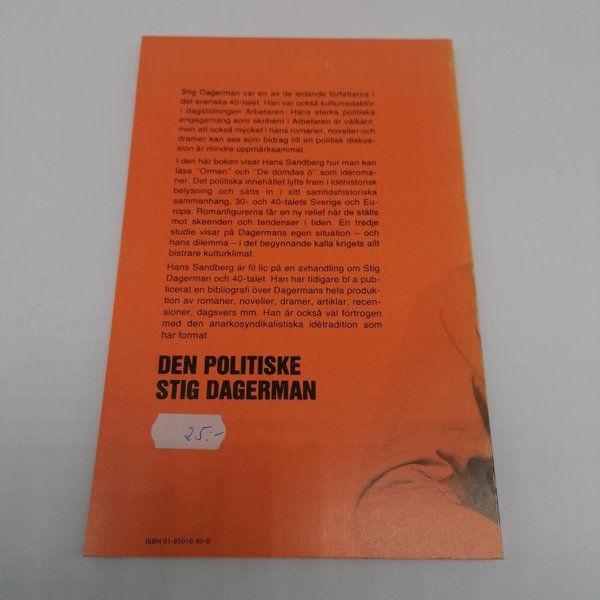 Stig Dagerman var en av de ledande författarna i
det svenska 40-talet. Han var också kulturredaktör
i dagstidningen Arbetaren. Hans starka politiska
engagemang som skribent i Arbetaren är välkänt,
men att också mycket i hans romaner, noveller och
dramer kan ses som bidrag till en politisk diskus-
sion är mindre uppmärksammat.
I den här boken visar Hans Sandberg hur man kan
läsa "Ormen" och "De dömdas ö" som idéroma-
ner. Det politiska innehållet lyfts fram i idéhistorisk
belysning och sätts in i sitt samtidshistoriska
sammanhang, 30- och 40-talets Sverige och Eu-
ropa. Romanfigurerna får en ny relief när de ställs
mot skeenden och tendenser i tiden. En tredje
studie visar på Dagermans egen situation – och
hans dilemma – i det begynnande kalla krigets allt
bistrare kulturklimat.
Hans Sandberg är fil lic på en avhandling om Stig
Dagerman och 40-talet. Han har tidigare bl a pub-
licerat en bibliografi över Dagermans hela produk-
tion av romaner, noveller, dramer, artiklar, recen-
sioner, dagsvers mm. Han är också väl förtrogen
med den anarkosyndikalistiska idétradition som
har format
DEN POLITISKE
STIG DAGERMAN
25:-
ISBN 91-85016-60-8